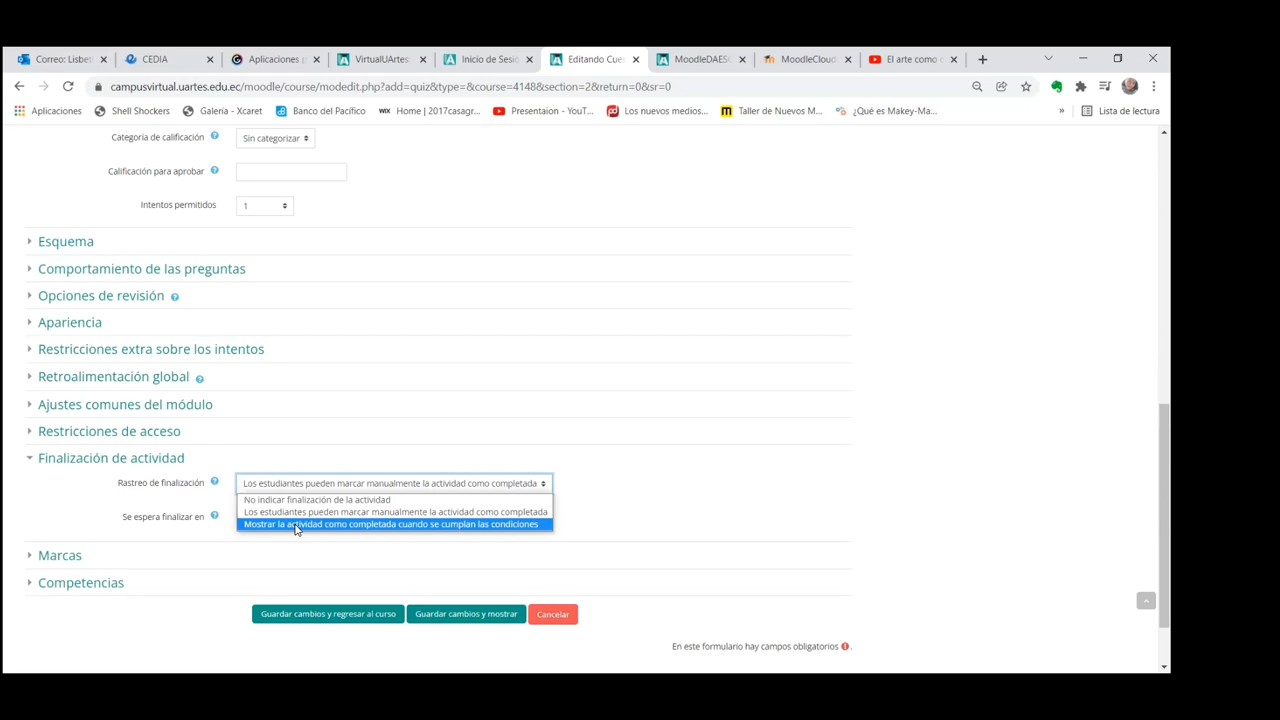 Correo: Lisbet
CEDIA
Aplicaciones p
VirtualUArtes
Inicio de Sesió
Editando Cues
MoodleDAESC
MoodleCloud
El arte como
campusvirtual.uartes.edu.ec/moodle/course/modedit.php?add=quiz&type=&course=4148&section=2&return=0&sr=0
Aplicaciones
Shell Shockers
Galería - Xcaret
Banco del Pacífico
WIX
Home | 2017casagr...
Presentaion - YouT...
Los nuevos medios...
Taller de Nuevos M...
¿Qué es Makey-Ma...
»
Lista de lectura
Categoría de calificación
Sin categorizar
Calificación para aprobar
Intentos permitidos
1
Esquema
Comportamiento de las preguntas
Opciones de revisión
Apariencia
Restricciones extra sobre los intentos
Retroalimentación global
Ajustes comunes del módulo
Restricciones de acceso
Finalización de actividad
Rastreo de finalización
Los estudiantes pueden marcar manualmente la actividad como completada
No indicar finalización de la actividad
Los estudiantes pueden marcar manualmente la actividad como completada
Se espera finalizar en
Mostrar la actividad como completada cuando se cumplan las condiciones
Marcas
Competencias
Guardar cambios y regresar al curso
Guardar cambios y mostrar
Cancelar
En este formulario hay campos obligatorios
.